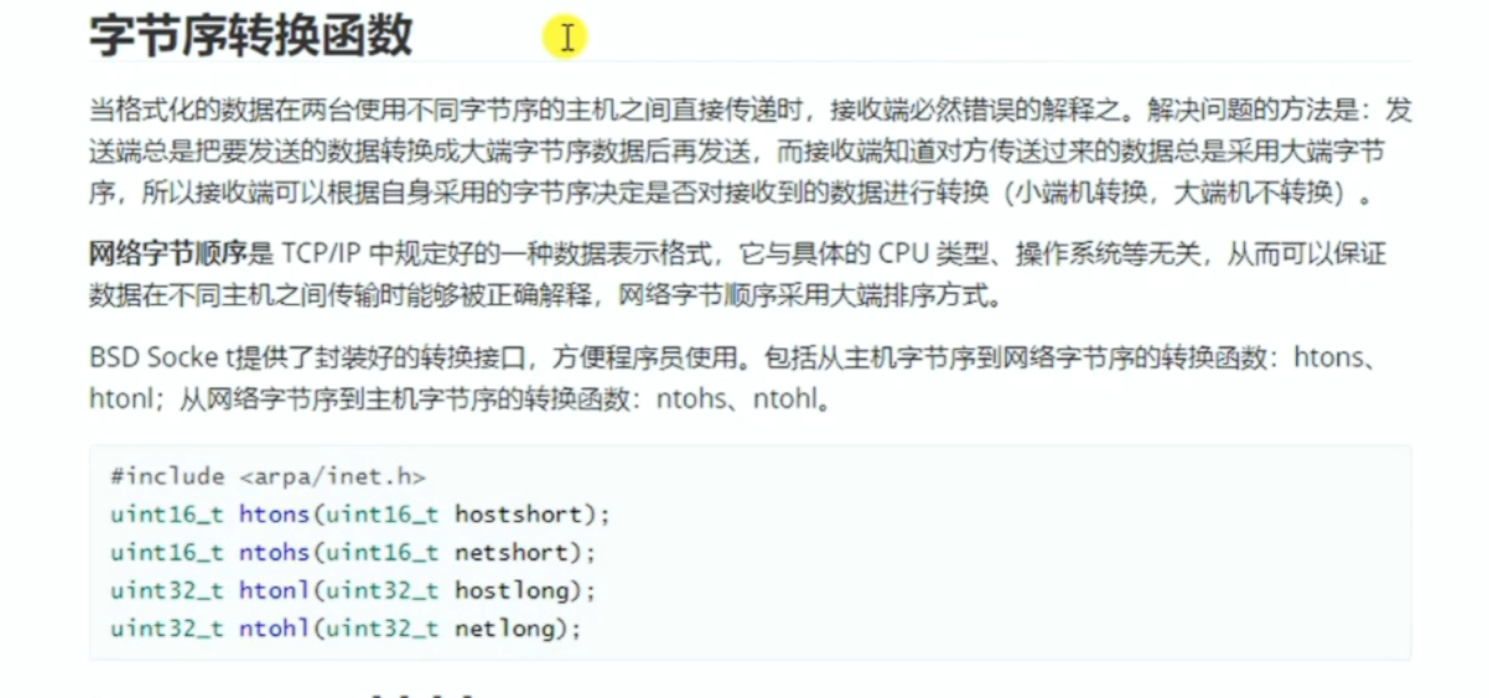 字节序转换函数
当格式化的数据在两台使用不同字节序的主机之间直接传递时，接收端必然错误的解释之。解决问题的方法是：发
送端总是把要发送的数据转换成大端字节序数据后再发送，而接收端知道对方传送过来的数据总是采用大端字节
序，所以接收端可以根据自身采用的字节序决定是否对接收到的数据进行转换（小端机转换，大端机不转换）。
网络字节顺序是 TCP/IP 中规定好的一种数据表示格式，它与具体的 CPU 类型、操作系统等无关，从而可以保证
数据在不同主机之间传输时能够被正确解释，网络字节顺序采用大端排序方式。
BSD Socke t提供了封装好的转换接口，方便程序员使用。包括从主机字节序到网络字节序的转换函数：htons、
htonl；从网络字节序到主机字节序的转换函数：ntohs、ntohl。
#include <arpa/inet.h>
uint16_t htons(uint16_t hostshort);
uint16_t ntohs(uint16_t netshort);
uint32_t htonl(uint32_t hostlong);
uint32_t ntohl(uint32_t netlong);